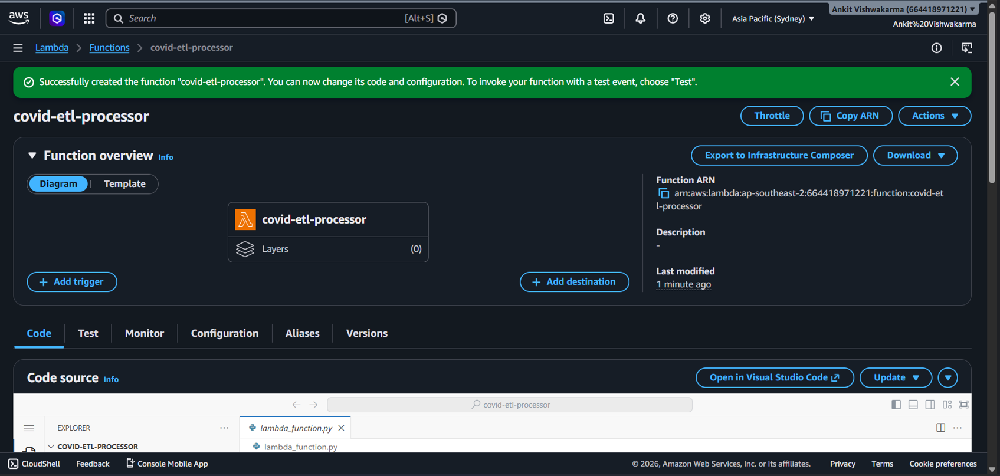 aws
Search [Alt+S]
Asia Pacific (Sydney) ▼
Ankit Vishwakarma (664418971221) ▼
Ankit%20Vishwakarma
Lambda > Functions > covid-etl-processor
Successfully created the function "covid-etl-processor". You can now change its code and configuration. To invoke your function with a test event, choose "Test".
covid-etl-processor
Throttle
Copy ARN
Actions ▼
▼ Function overview Info
Export to Infrastructure Composer
Download ▼
Diagram
Template
covid-etl-processor
Layers (0)
+ Add trigger
+ Add destination
Function ARN
arn:aws:lambda:ap-southeast-2:664418971221:function:covid-et
l-processor
Description
-
Last modified
1 minute ago
Code
Test
Monitor
Configuration
Aliases
Versions
Code source Info
Open in Visual Studio Code
Update ▼
covid-etl-processor
EXPLORER
lambda_function.py
COVID-ETL-PROCESSOR
lambda_function.py
CloudShell
Feedback
Console Mobile App
© 2026, Amazon Web Services, Inc. or its affiliates.
Privacy
Terms
Cookie preferences